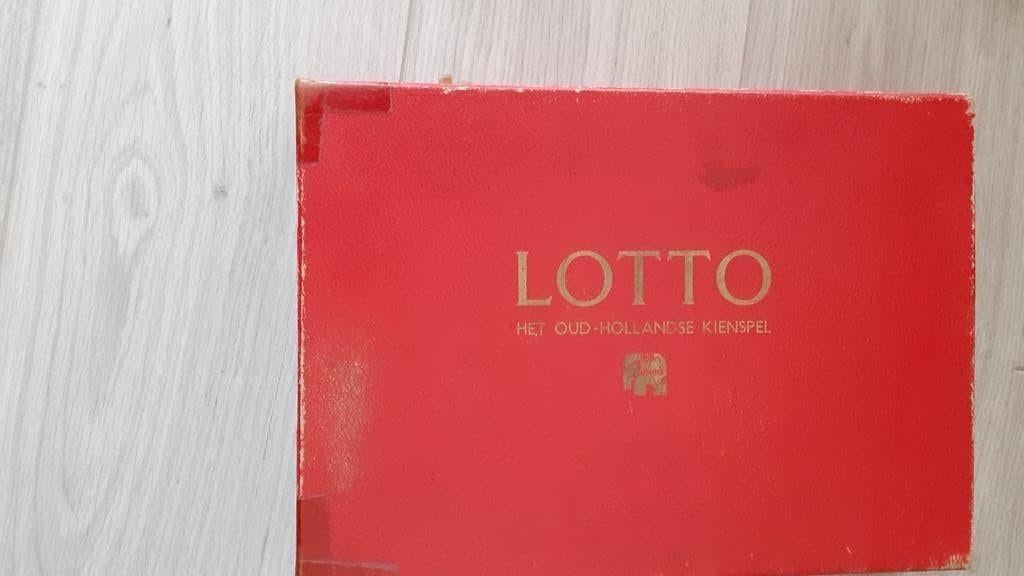 LOTTO
HET OUD-HOLLANDSE KIENSPEL